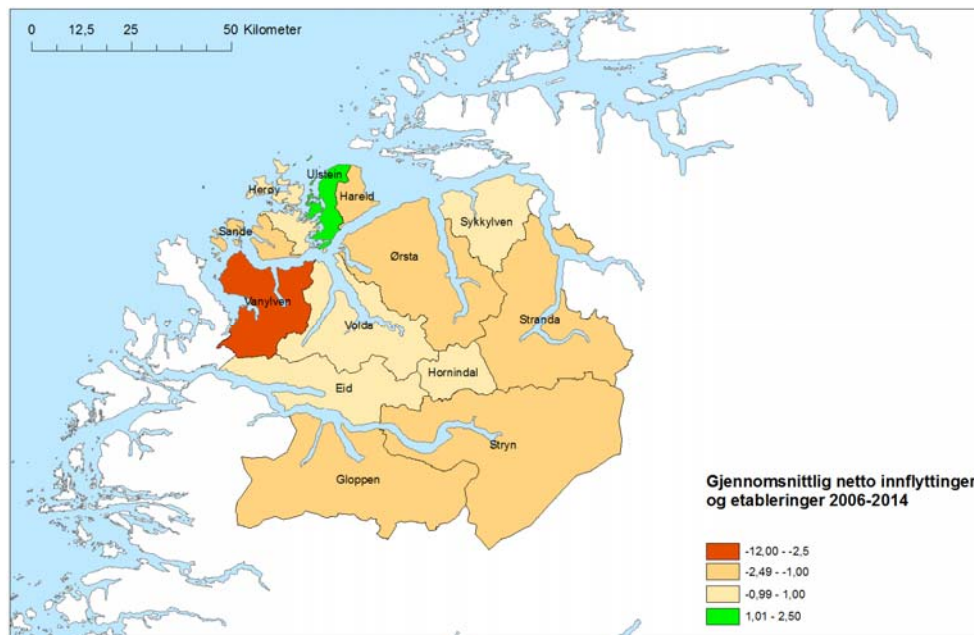 0 12,5 25 50 Kilometer
Ulstein
Herøy
Hareid
Sykkylven
Sande
Ørsta
Vanylven
Stranda
Volda
Hornindal
Eid
Stryn
Gloppen
Gjennomsnittlig netto innflyttinger
og etableringer 2006-2014
-12,00 - -2,5
-2,49 - -1,00
-0,99 - 1,00
1,01 - 2,50